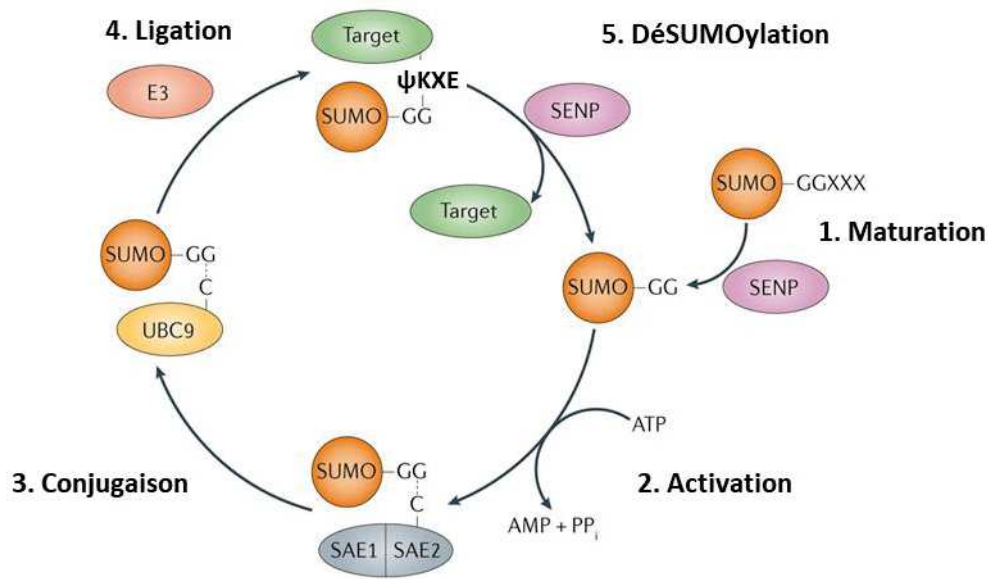 4. Ligation
Target
5. DéSUMOylation
E3
ψKXE
SENP
SUMO
GG
SUMO
GGXXX
Target
1. Maturation
SUMO
GG
C
SUMO
GG
SENP
UBC9
ATP
3. Conjugaison
SUMO
GG
2. Activation
C
AMP + PPi
SAE1
SAE2